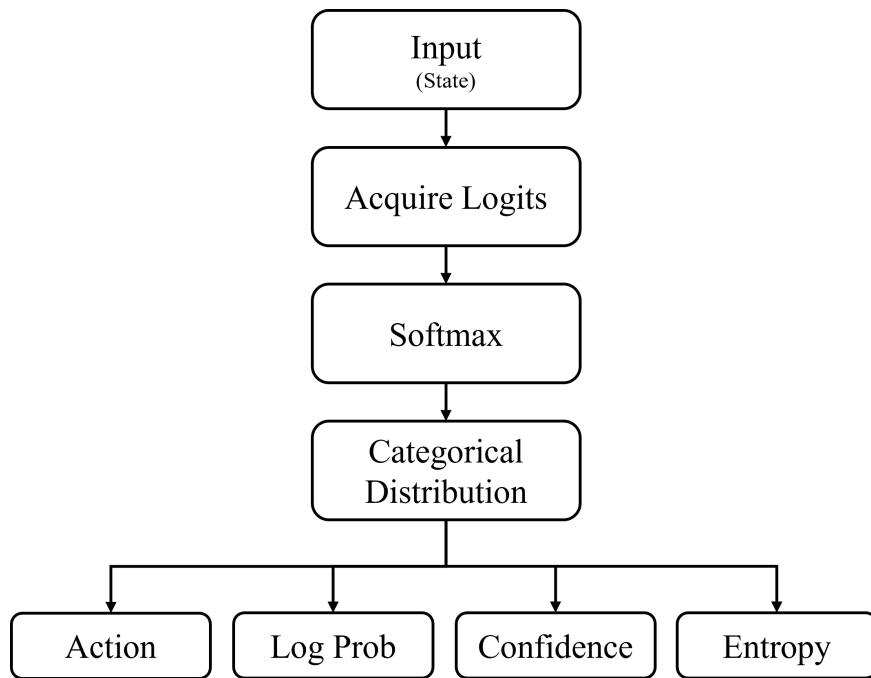 Input
(State)
Acquire Logits
Softmax
Categorical
Distribution
Action
Log Prob
Confidence
Entropy